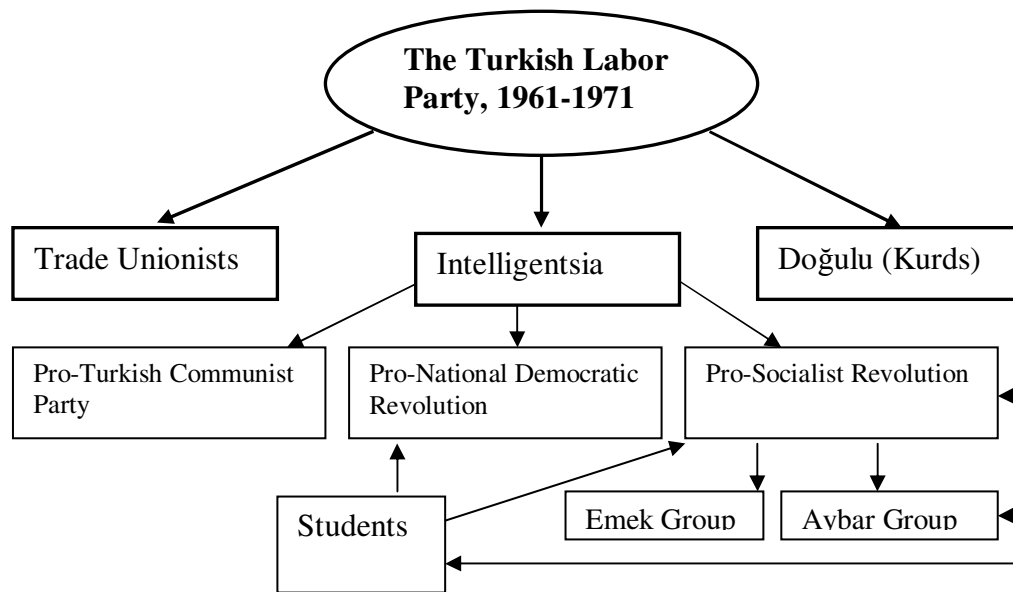 The Turkish Labor
Party, 1961-1971
Trade Unionists
Intelligentsia
Doğulu (Kurds)
Pro-Turkish Communist
Party
Pro-National Democratic
Revolution
Pro-Socialist Revolution
Students
Emek Group
Aybar Group